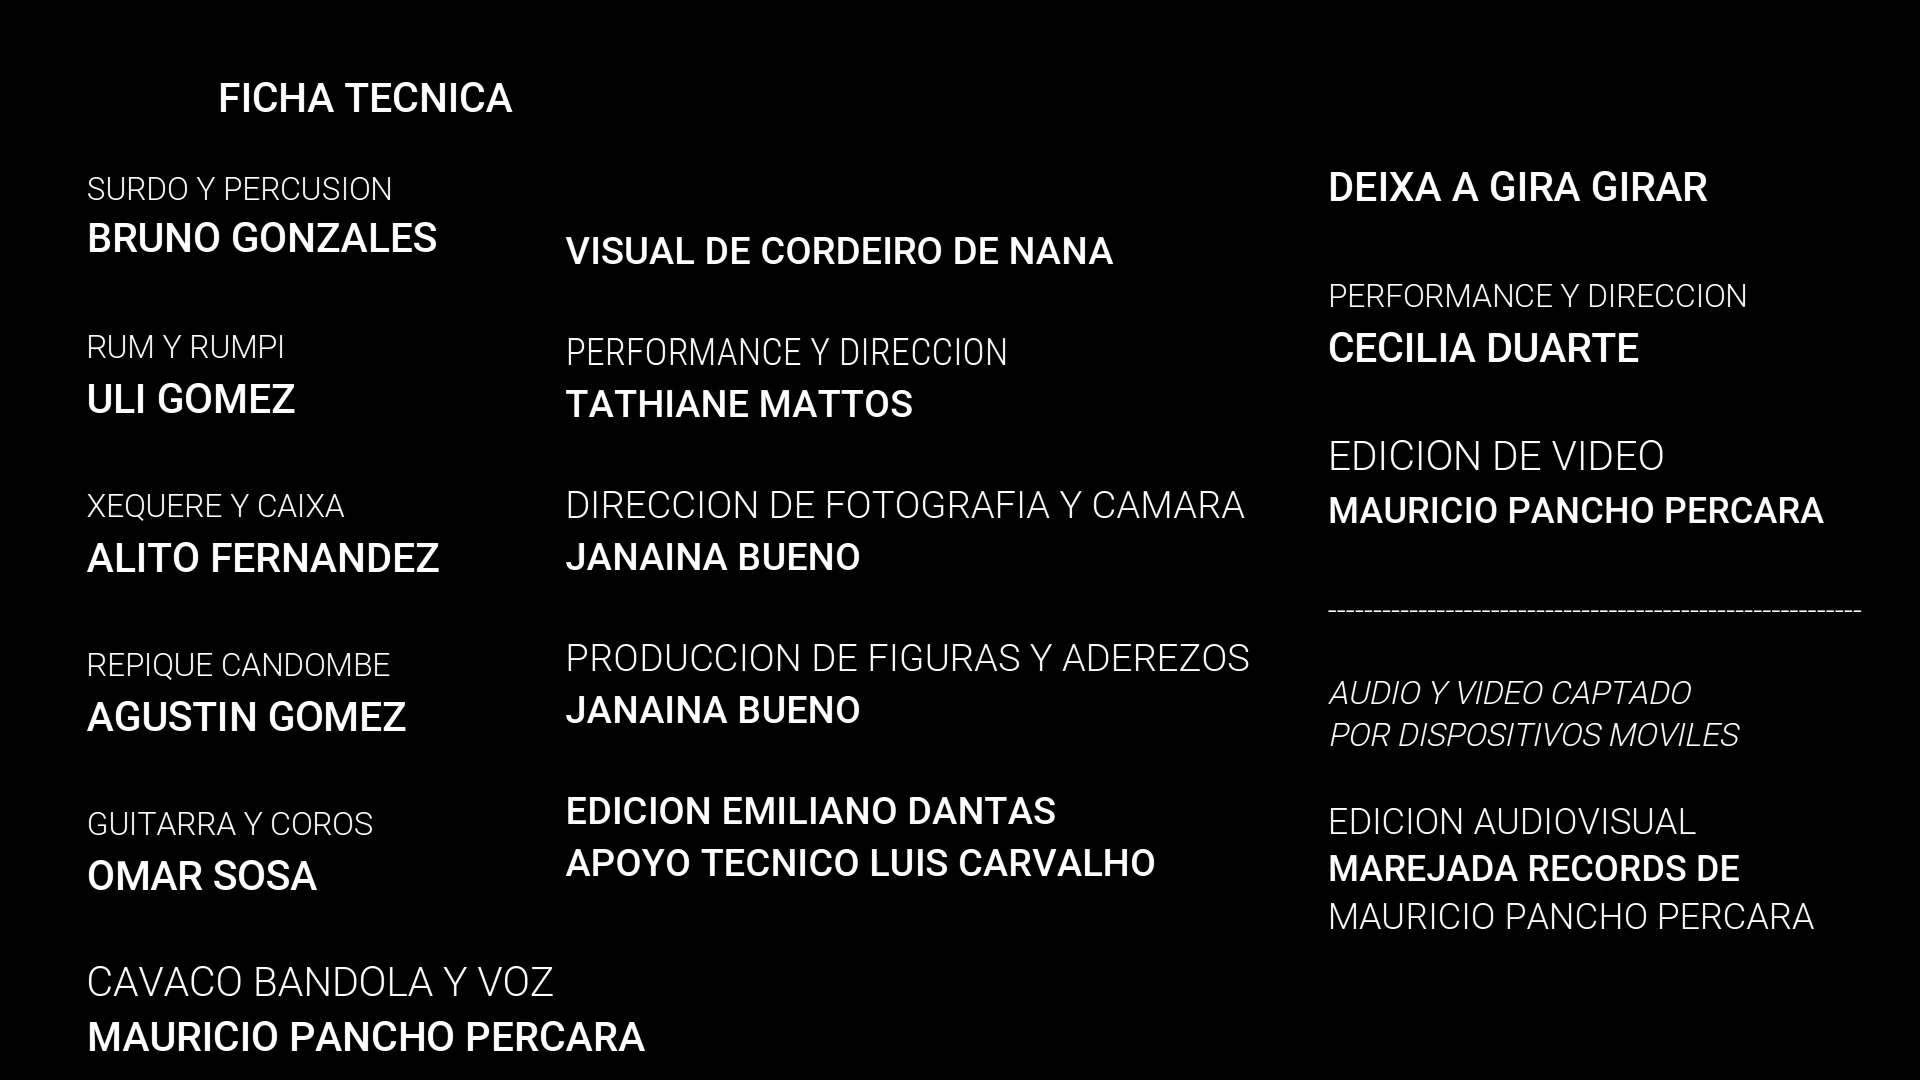 FICHA TECNICA
SURDO Y PERCUSION
BRUNO GONZALES
RUM Y RUMPI
ULI GOMEZ
XEQUERE Y CAIXA
ALITO FERNANDEZ
REPIQUE CANDOMBE
AGUSTIN GOMEZ
GUITARRA Y COROS
OMAR SOSA
CAVACO BANDOLA Y VOZ
MAURICIO PANCHO PERCARA
VISUAL DE CORDEIRO DE NANA
PERFORMANCE Y DIRECCION
TATHIANE MATTOS
DIRECCION DE FOTOGRAFIA Y CAMARA
JANAINA BUENO
PRODUCCION DE FIGURAS Y ADEREZOS
JANAINA BUENO
EDICION EMILIANO DANTAS
APOYO TECNICO LUIS CARVALHO
DEIXA A GIRA GIRAR
PERFORMANCE Y DIRECCION
CECILIA DUARTE
EDICION DE VIDEO
MAURICIO PANCHO PERCARA
-----------------------------------------------------------
AUDIO Y VIDEO CAPTADO
POR DISPOSITIVOS MOVILES
EDICION AUDIOVISUAL
MAREJADA RECORDS DE
MAURICIO PANCHO PERCARA